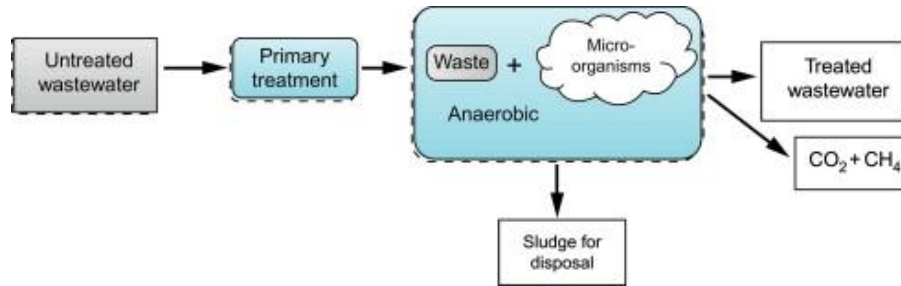 Untreated
wastewater
Primary
treatment
Waste
+
Micro-
organisms
Anaerobic
Treated
wastewater
CO₂ + CH₄
Sludge for
disposal